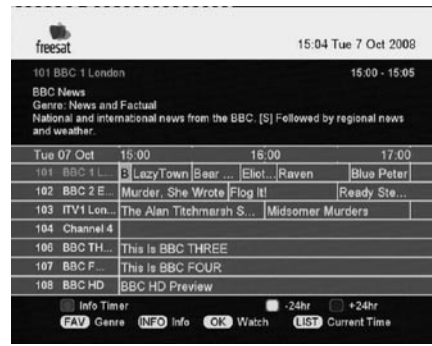 freesat
15:04 Tue 7 Oct 2008
101 BBC 1 London 15:00 - 15:05
BBC News
Genre: News and Factual
National and international news from the BBC. [S] Followed by regional news
and weather.
Tue 07 Oct 15:00 16:00 17:00
101 BBC 1 L... B LazyTown Bear ... Eliot... Raven Blue Peter
102 BBC 2 E... Murder, She Wrote Flog It! Ready Ste...
103 ITV1 Lon... The Alan Titchmarsh S... Midsomer Murders
104 Channel 4
106 BBC TH... This Is BBC THREE
107 BBC F... This Is BBC FOUR
108 BBC HD BBC HD Preview
Info Timer -24hr +24hr
FAV Genre INFO Info OK Watch LIST Current Time